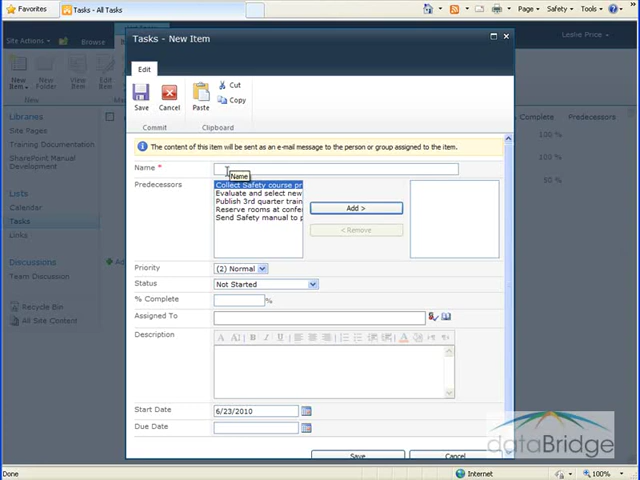 Favorites
Tasks - All Tasks
Page
Safety
Tools
Site Actions
Browse
Leslie Price
Tasks - New Item
Edit
Save
Cancel
Paste
Cut
Copy
Commit
Clipboard
New Item
New Folder
View Item
Edit Item
New
Libraries
Site Pages
Training Documentation
SharePoint Manual Development
Lists
Calendar
Tasks
Links
Discussions
Team Discussion
Recycle Bin
All Site Content
Add
The content of this item will be sent as an e-mail message to the person or group assigned to the item.
Name *
Name
Predecessors
Collect Safety course pr
Evaluate and select new
Publish 3rd quarter train
Reserve rooms at confe
Send Safety manual to p
Add >
< Remove
Priority
(2) Normal
Status
Not Started
% Complete
%
Assigned To
Description
B I U
Start Date
6/23/2010
Due Date
Save
Cancel
Complete
Predecessors
100 %
100 %
50 %
dataBridge
Done
Internet
100%